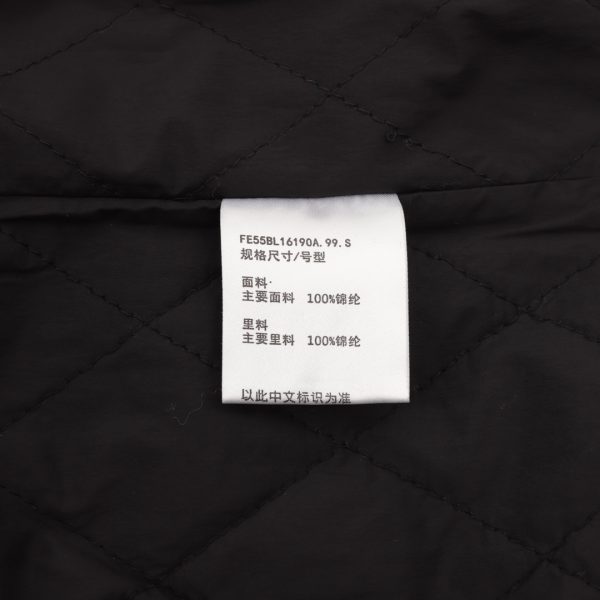 FE55BL16190A.99.S
规格尺寸/号型
面料·
主要面料 100%锦纶
里料
主要里料 100%锦纶
以此中文标识为准